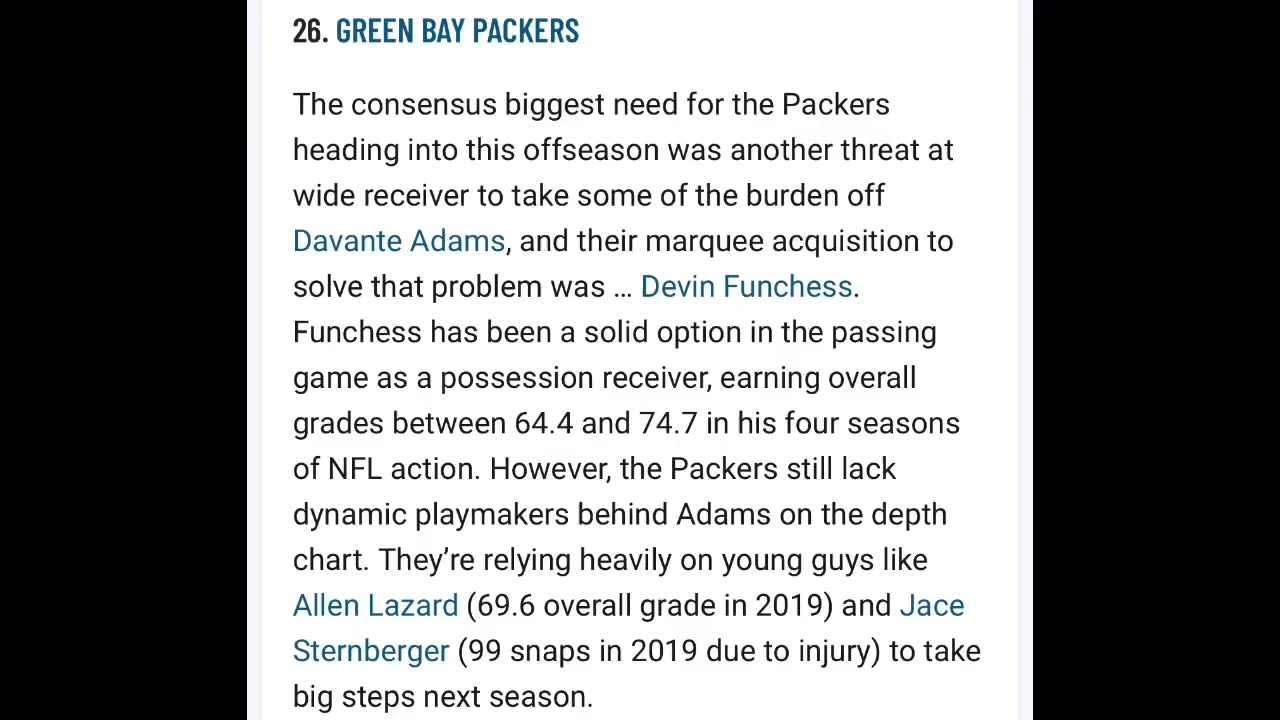 26. GREEN BAY PACKERS
The consensus biggest need for the Packers
heading into this offseason was another threat at
wide receiver to take some of the burden off
Davante Adams, and their marquee acquisition to
solve that problem was ... Devin Funchess.
Funchess has been a solid option in the passing
game as a possession receiver, earning overall
grades between 64.4 and 74.7 in his four seasons
of NFL action. However, the Packers still lack
dynamic playmakers behind Adams on the depth
chart. They’re relying heavily on young guys like
Allen Lazard (69.6 overall grade in 2019) and Jace
Sternberger (99 snaps in 2019 due to injury) to take
big steps next season.